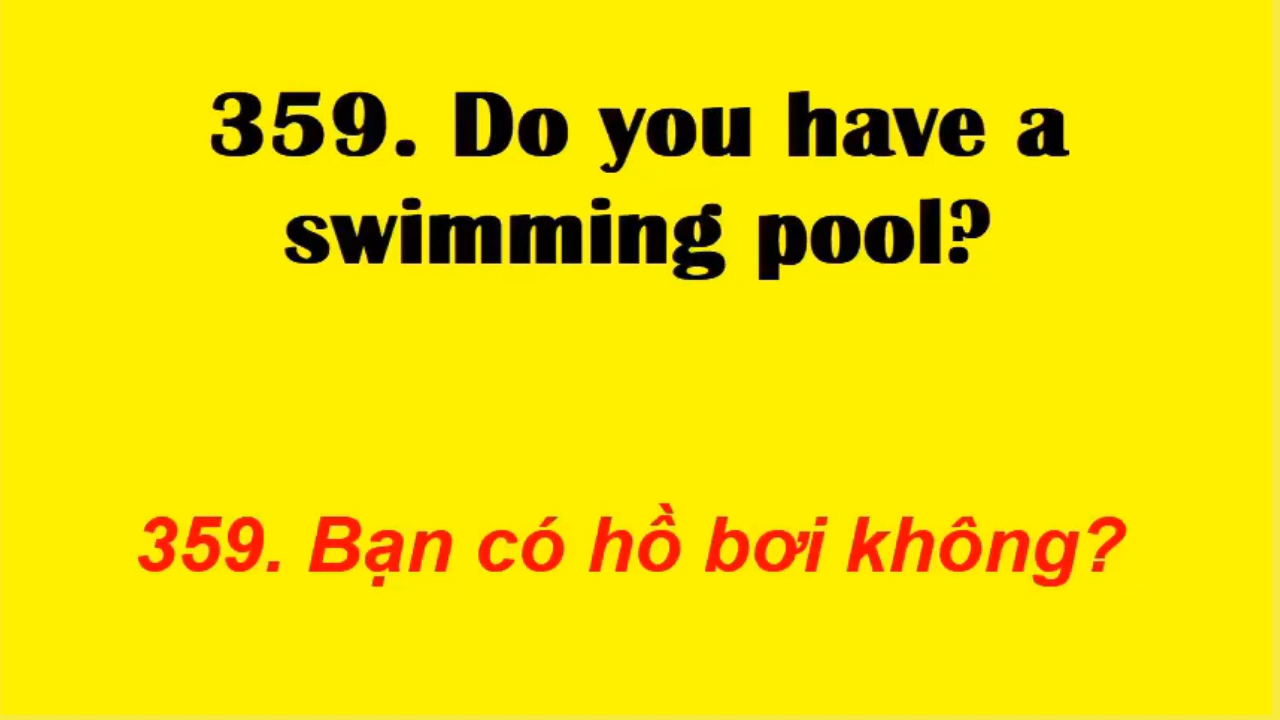 359. Do you have a
swimming pool?
359. Bạn có hồ bơi không?